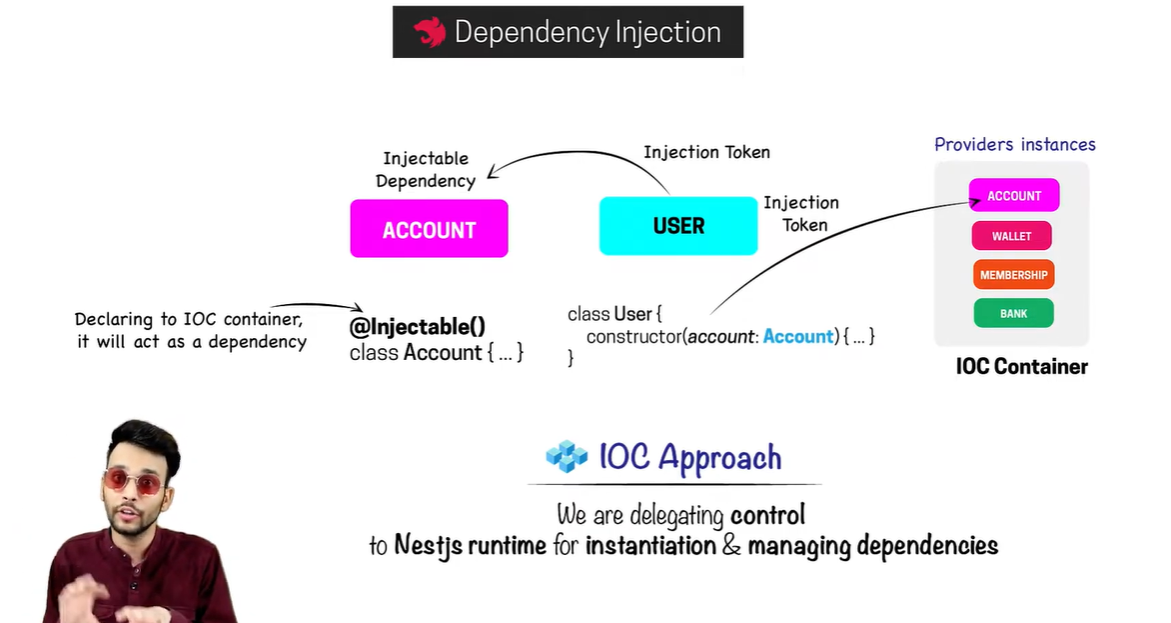 Dependency Injection
Injectable
Dependency
Injection Token
Providers instances
ACCOUNT
USER
Injection
Token
ACCOUNT
WALLET
MEMBERSHIP
BANK
IOC Container
Declaring to IOC container,
it will act as a dependency
@Injectable()
class Account { ... }
class User {
constructor(account: Account) { ... }
}
IOC Approach
We are delegating control
to Nestjs runtime for instantiation & managing dependencies